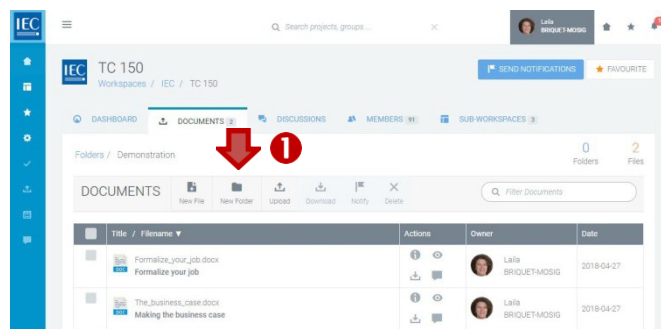 IEC
Search projects, groups ...
Laila
BRIQUET-MOSIG
IEC
TC 150
Workspaces / IEC / TC 150
SEND NOTIFICATIONS
FAVOURITE
DASHBOARD
DOCUMENTS 2
DISCUSSIONS
MEMBERS 91
SUB-WORKSPACES 3
1
Folders / Demonstration
0
Folders
2
Files
DOCUMENTS
New File
New Folder
Upload
Download
Notify
Delete
Filter Documents
Title / Filename ▼
Actions
Owner
Date
DOC
Formalize_your_job.docx
Formalize your job
Laila
BRIQUET-MOSIG
2018-04-27
DOC
The_business_case.docx
Making the business case
Laila
BRIQUET-MOSIG
2018-04-27